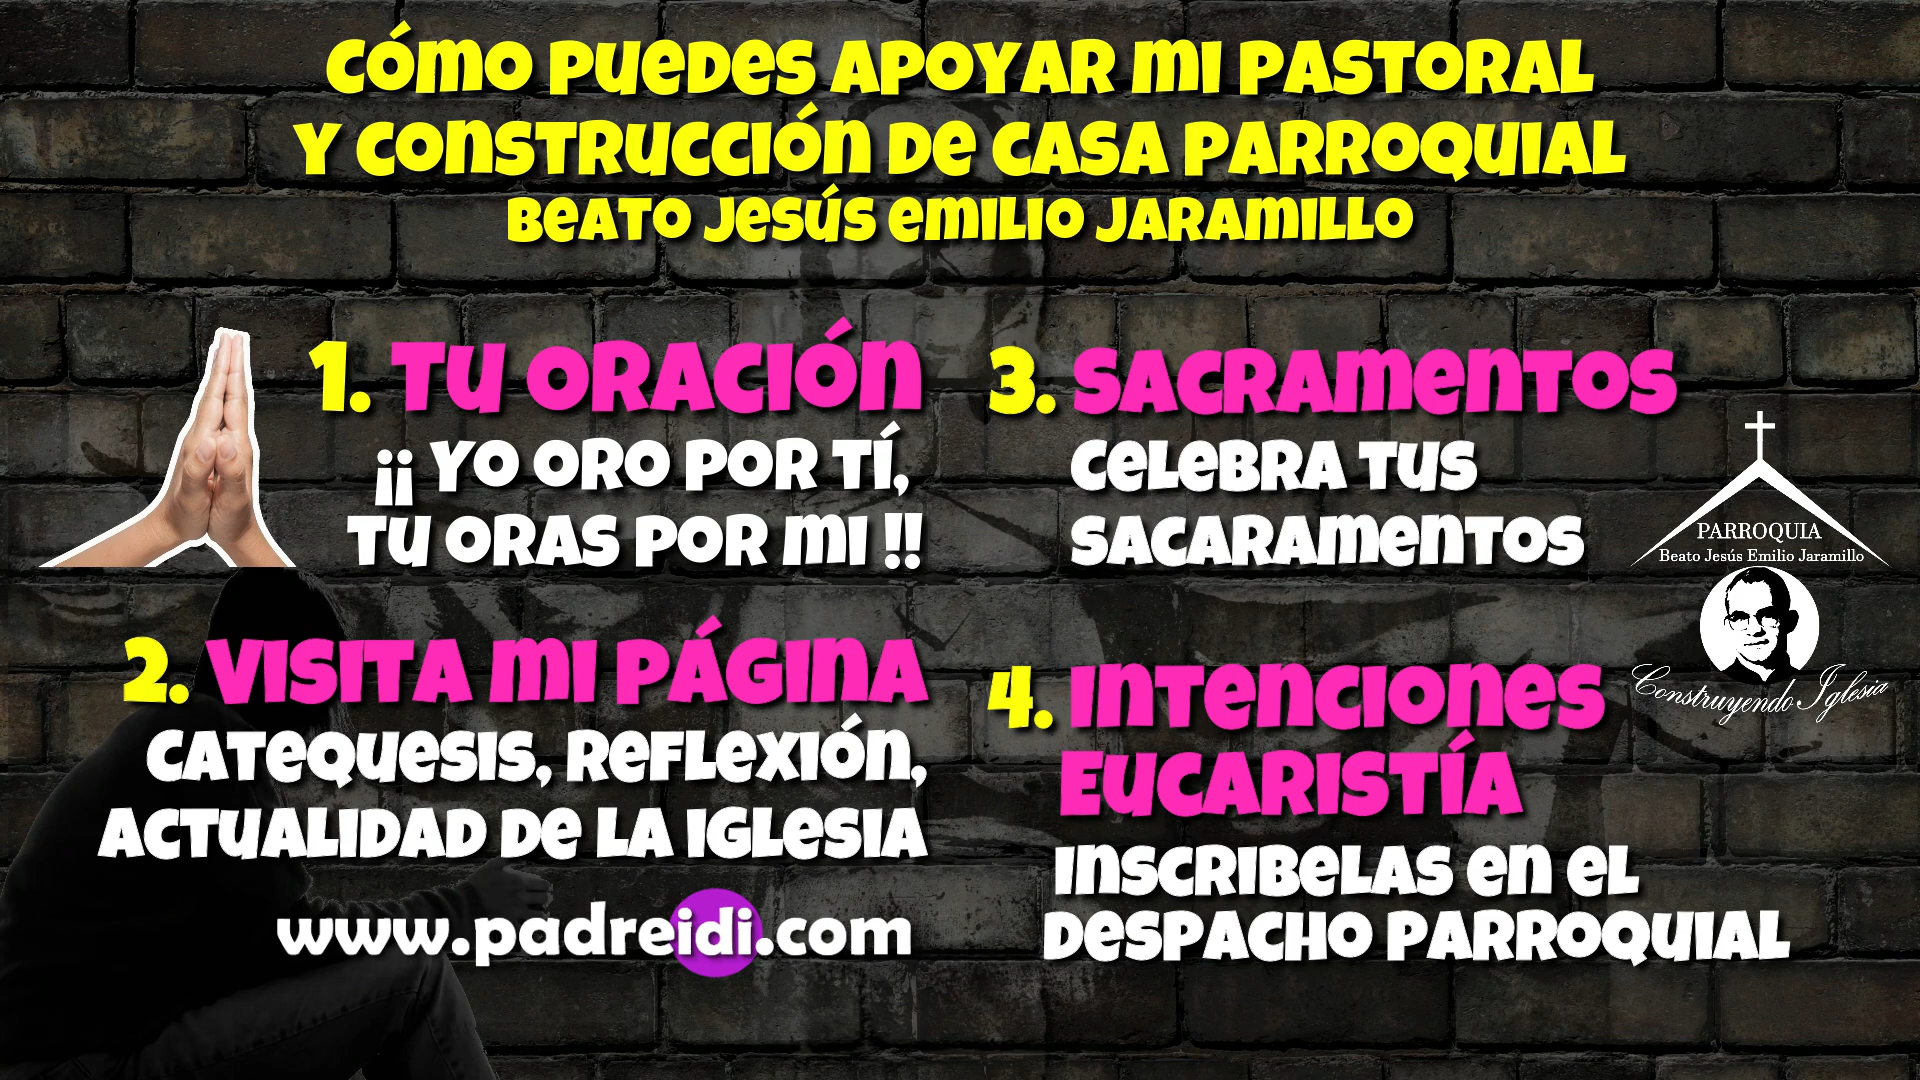 CÓMO PUEDES APOYAR MI PASTORAL
Y CONSTRUCCIÓN DE CASA PARROQUIAL
BEATO JESÚS EMILIO JARAMILLO
1. TU ORACIÓN
¡¡ YO ORO POR TÍ,
TU ORAS POR MI !!
2. VISITA MI PÁGINA
CATEQUESIS, REFLEXIÓN,
ACTUALIDAD DE LA IGLESIA
www.padreidi.com
3. SACRAMENTOS
CELEBRA TUS
SACARAMENTOS
4. INTENCIONES
EUCARISTÍA
INSCRIBELAS EN EL
DESPACHO PARROQUIAL
PARROQUIA
Beato Jesús Emilio Jaramillo
Construyendo Iglesia